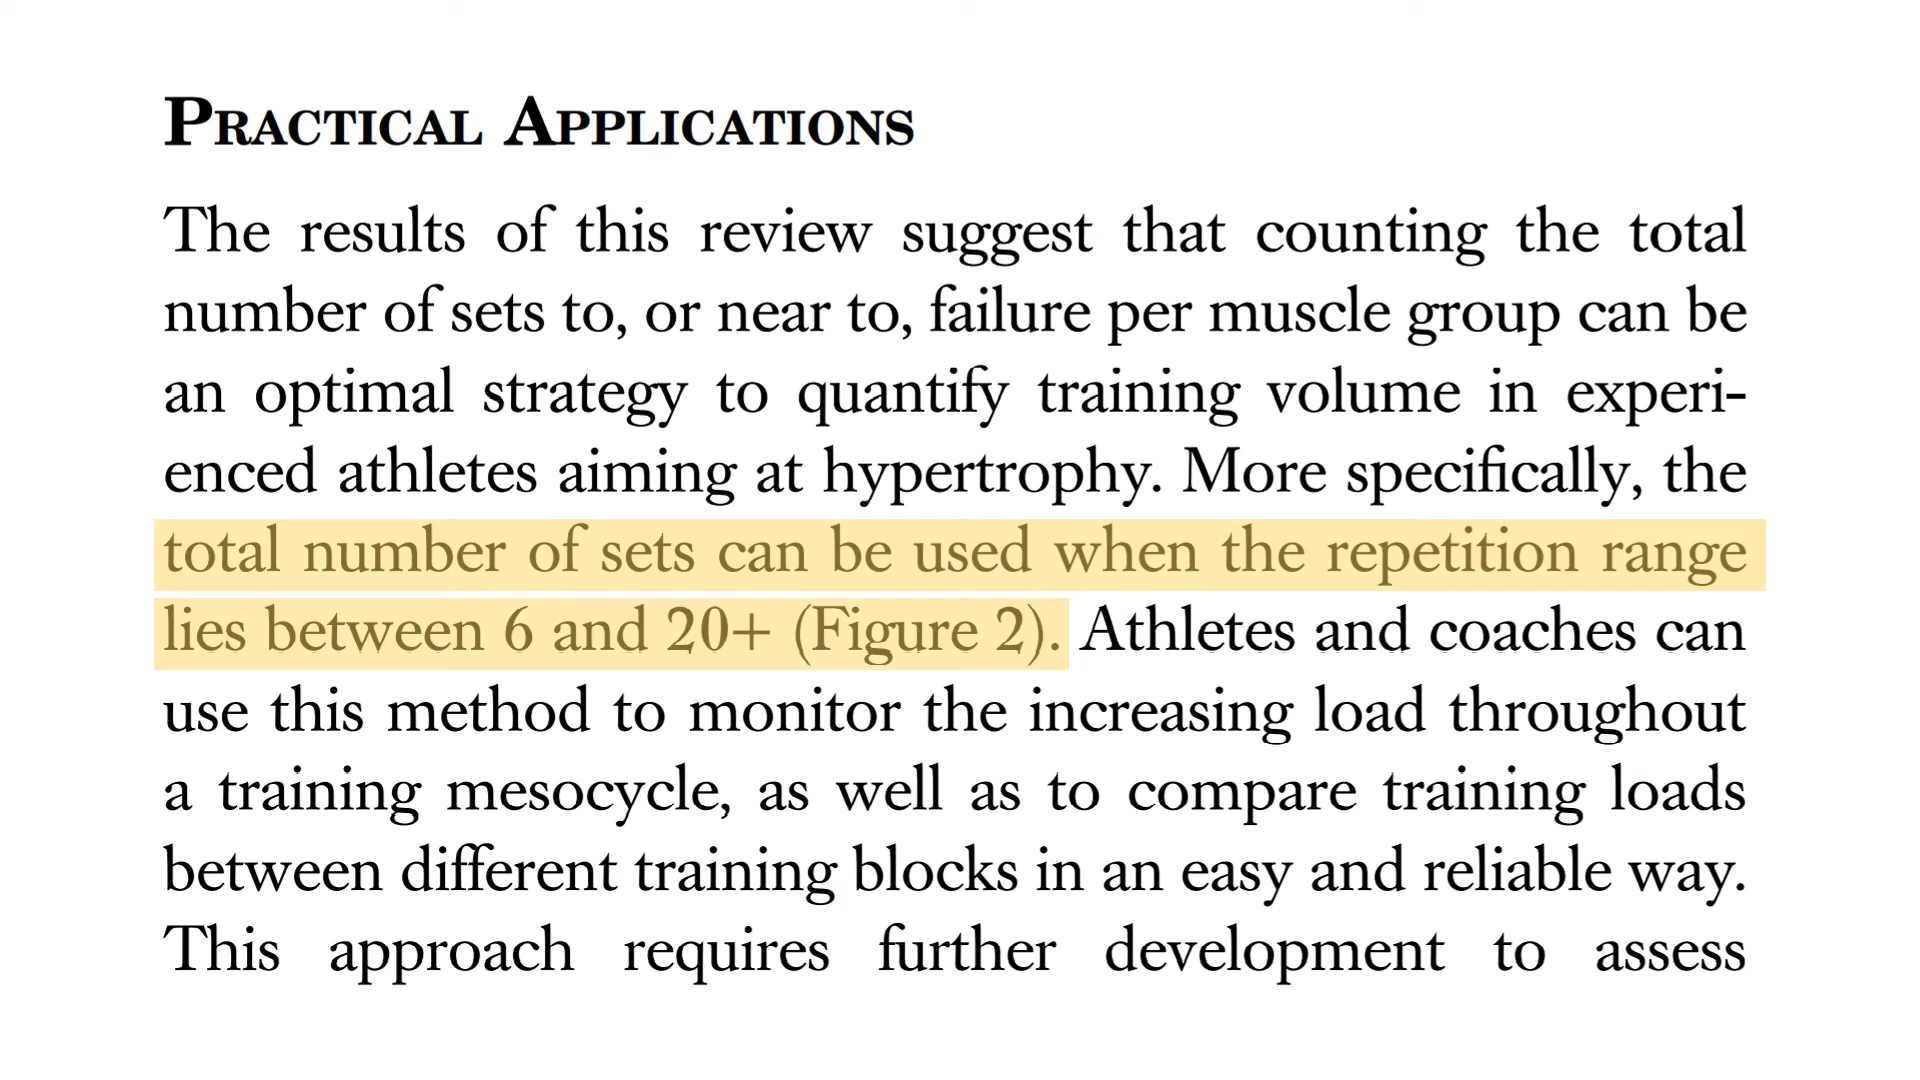 PRACTICAL APPLICATIONS
The results of this review suggest that counting the total
number of sets to, or near to, failure per muscle group can be
an optimal strategy to quantify training volume in experi-
enced athletes aiming at hypertrophy. More specifically, the
total number of sets can be used when the repetition range
lies between 6 and 20+ (Figure 2). Athletes and coaches can
use this method to monitor the increasing load throughout
a training mesocycle, as well as to compare training loads
between different training blocks in an easy and reliable way.
This approach requires further development to assess